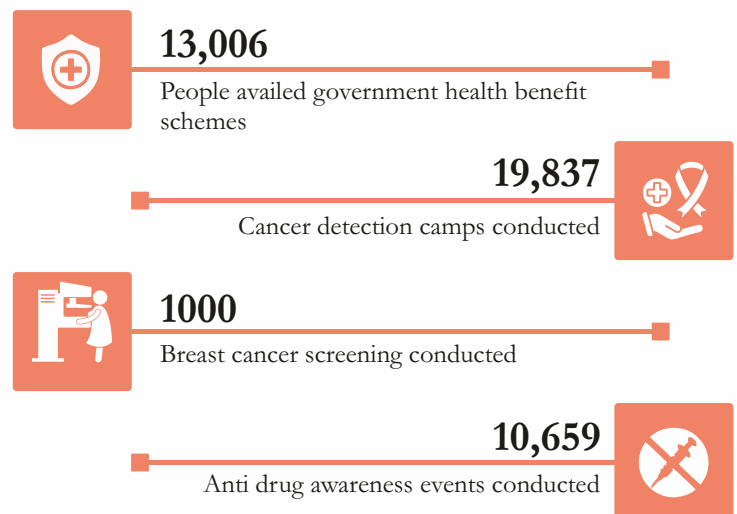 13,006
People availed government health benefit
schemes
19,837
Cancer detection camps conducted
1000
Breast cancer screening conducted
10,659
Anti drug awareness events conducted